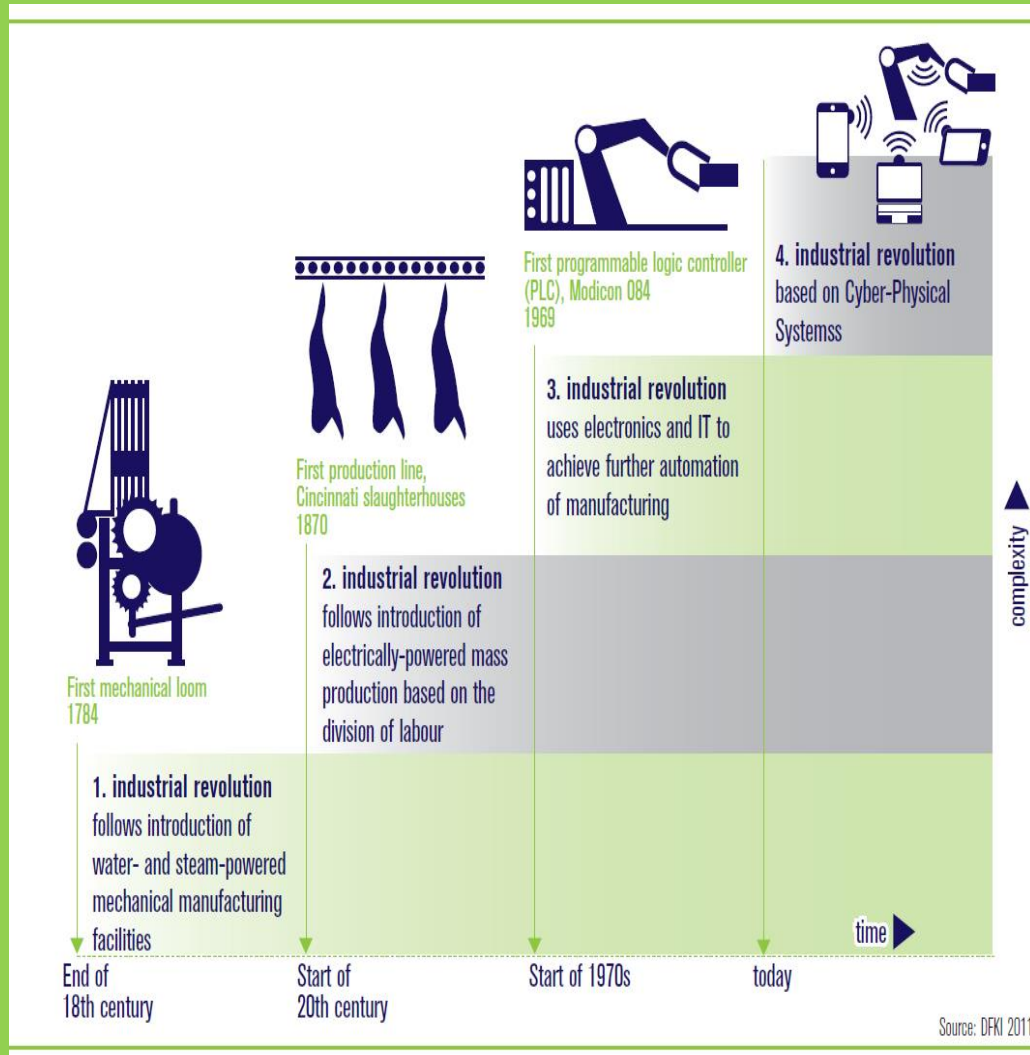 First mechanical loom
1784
First production line,
Cincinnati slaughterhouses
1870
First programmable logic controller
(PLC), Modicon 084
1969
1. industrial revolution
follows introduction of
water- and steam-powered
mechanical manufacturing
facilities
2. industrial revolution
follows introduction of
electrically-powered mass
production based on the
division of labour
3. industrial revolution
uses electronics and IT to
achieve further automation
of manufacturing
4. industrial revolution
based on Cyber-Physical
Systemss
complexity
time
End of
18th century
Start of
20th century
Start of 1970s
today
Source: DFKI 2011